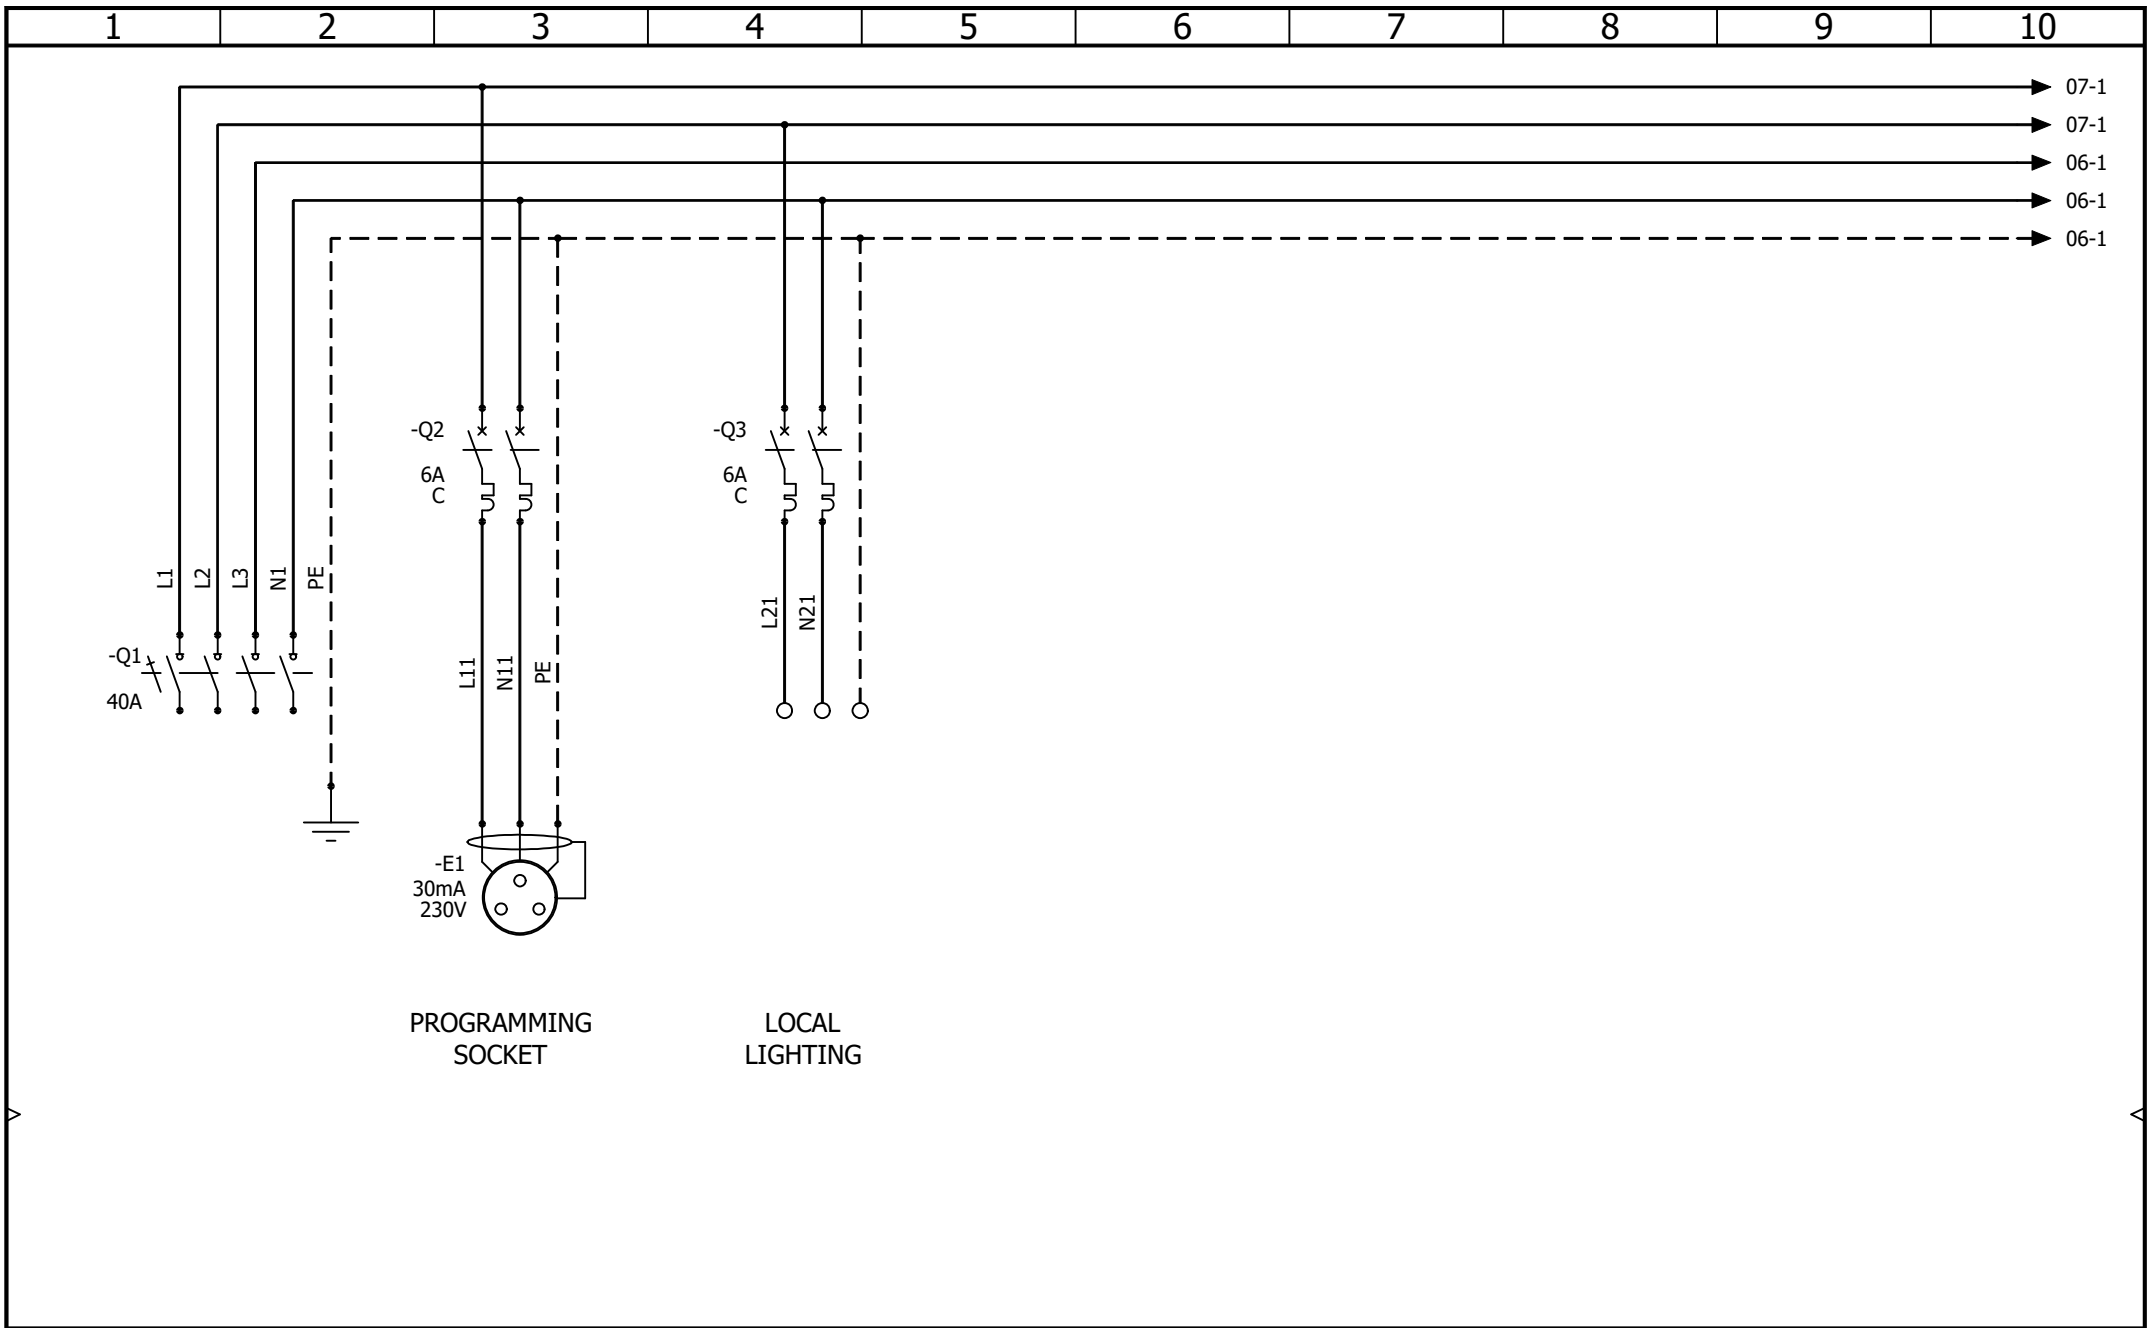 1 2 3 4 5 6 7 8 9 10
07-1
07-1
06-1
06-1
06-1
-Q2
6A
C
-Q3
6A
C
L1 L2 L3 N1 PE
L21 N21
-Q1
40A
L11 N11 PE
-E1
30mA
230V
PROGRAMMING
SOCKET
LOCAL
LIGHTING